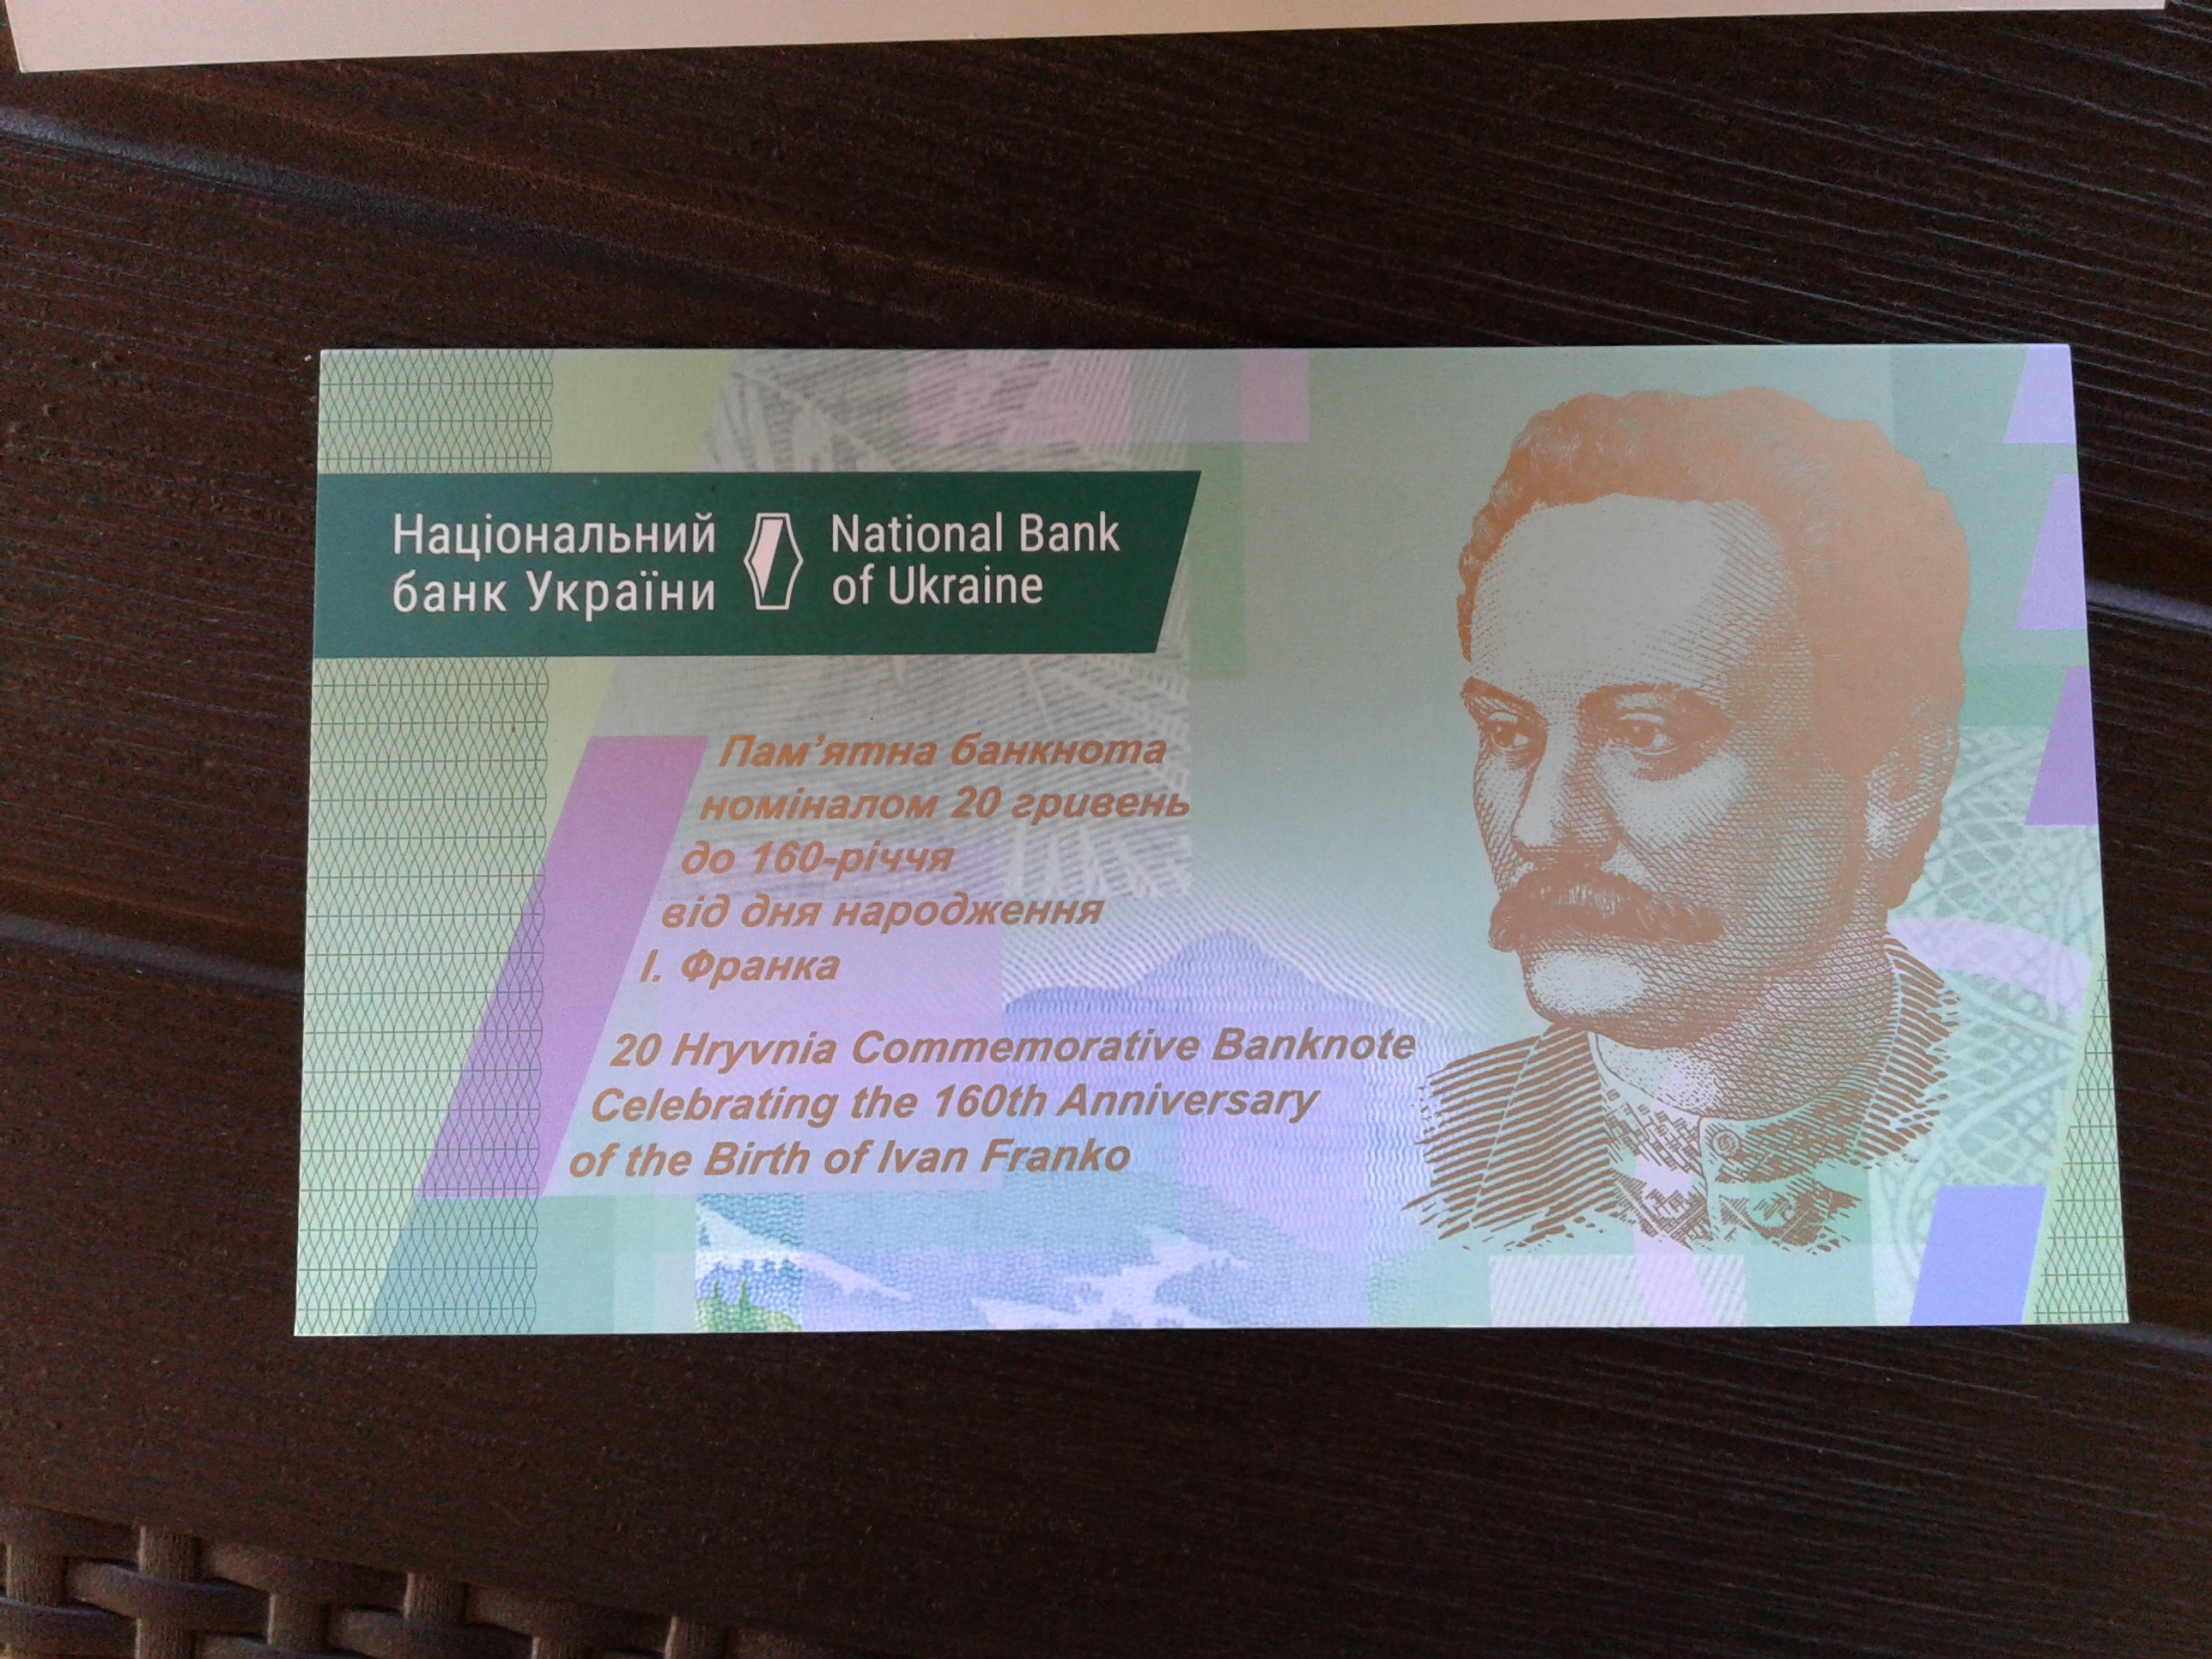 Національний
банк України
National Bank
of Ukraine
Пам’ятна банкнота
номіналом 20 гривень
до 160-річчя
від дня народження
І. Франка
20 Hryvnia Commemorative Banknote
Celebrating the 160th Anniversary
of the Birth of Ivan Franko